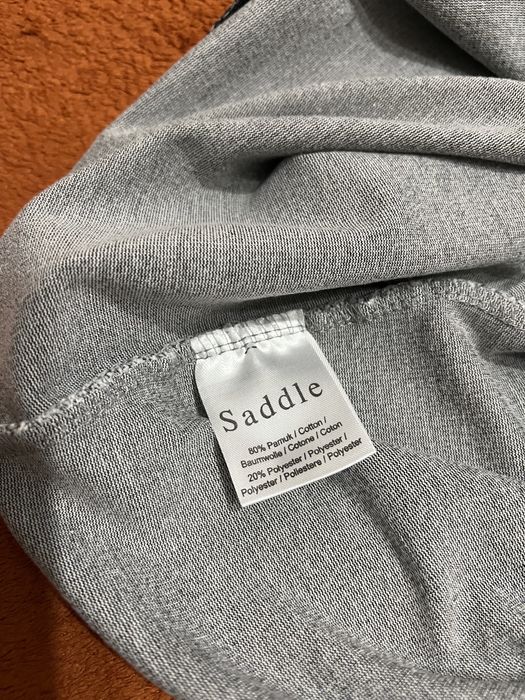 Saddle
80% Pamuk / Cotton /
Baumwolle / Cotone / Coton
20% Polyester / Polyester /
Polyester / Poliestere / Polyester